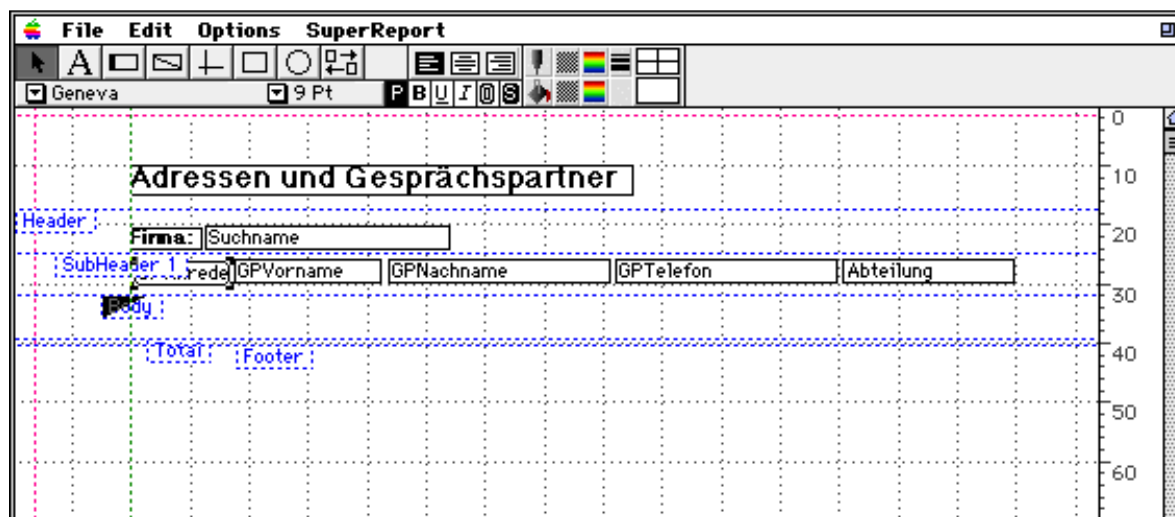 File Edit Options SuperReport
Geneva 9 Pt P B U I O S
0
Adressen und Gesprächspartner
10
Header
Firma: Suchname
20
SubHeader 1 rede GPVorname GPNachname GPTelefon Abteilung
Body
30
Total Footer
40
50
60